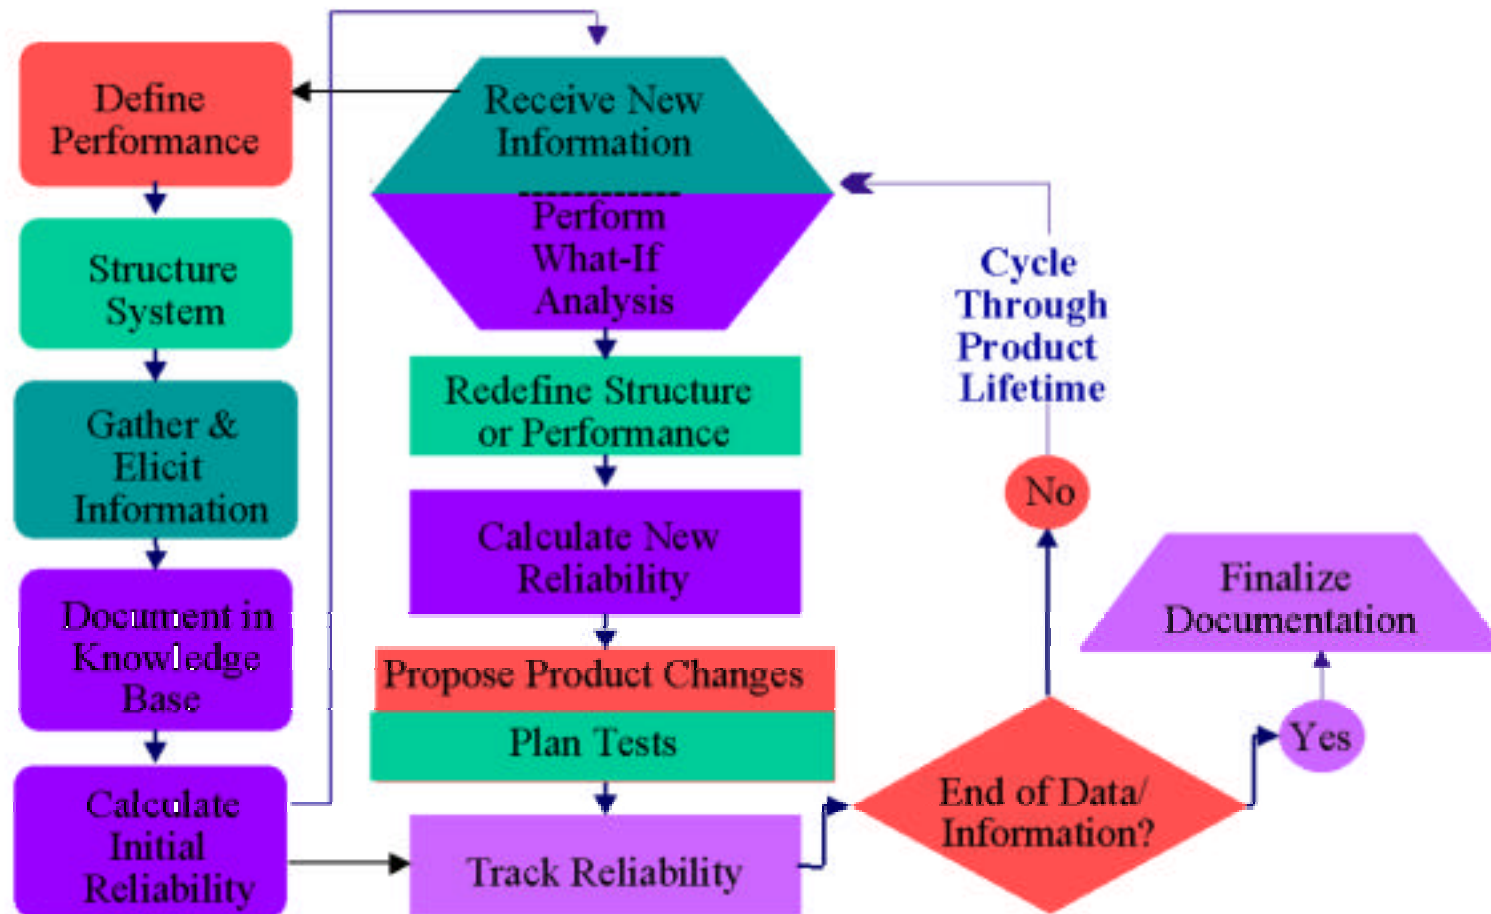 Define
Performance
Structure
System
Gather &
Elicit
Information
Document in
Knowledge
Base
Calculate
Initial
Reliability
Receive New
Information
Perform
What-If
Analysis
Redefine Structure
or Performance
Calculate New
Reliability
Propose Product Changes
Plan Tests
Track Reliability
End of Data/
Information?
No
Cycle
Through
Product
Lifetime
Yes
Finalize
Documentation